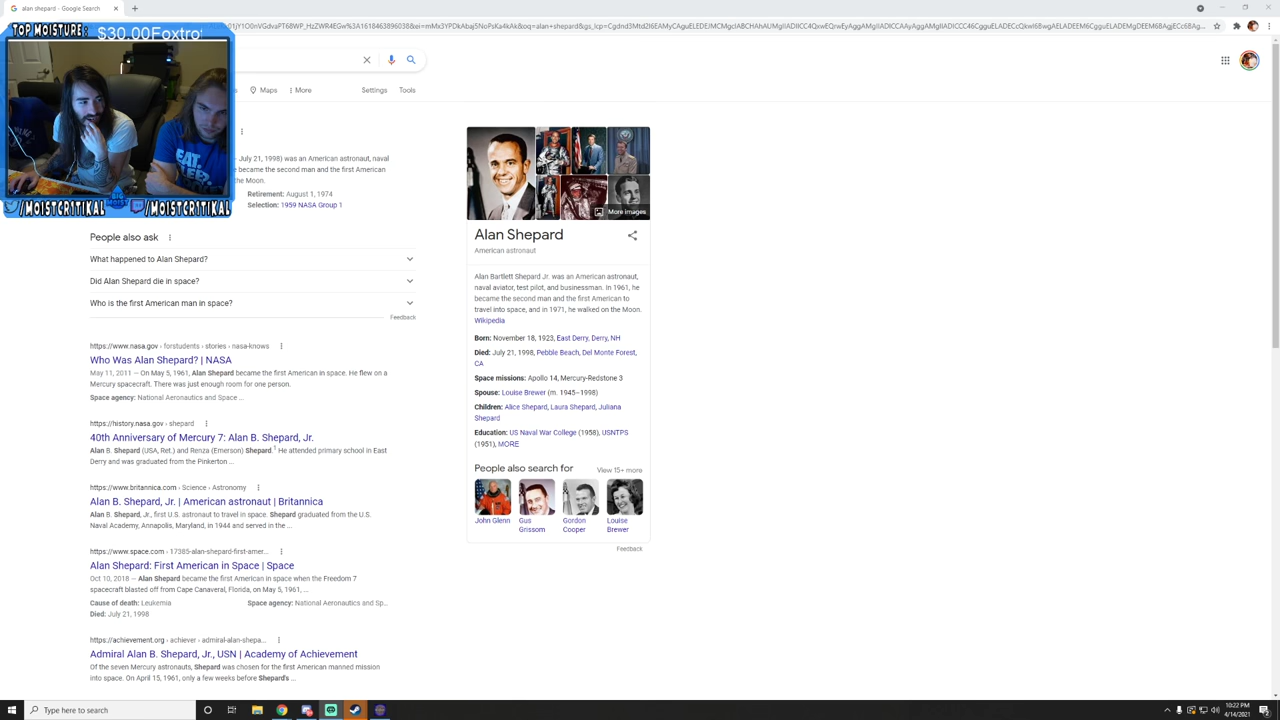 alan shepard - Google Search
TOP MOISTURE: $30.00Foxtrot
Maps
More
Settings
Tools
July 21, 1998) was an American astronaut, naval
became the second man and the first American
the Moon.
Retirement: August 1, 1974
Selection: 1959 NASA Group 1
EAT.
SLEEP.
BIG MOIST
/MOISTCRITIKAL
/MOISTCRITIKAL
People also ask
What happened to Alan Shepard?
Did Alan Shepard die in space?
Who is the first American man in space?
Feedback
https://www.nasa.gov › forstudents › stories › nasa-knows
Who Was Alan Shepard? | NASA
May 11, 2011 — On May 5, 1961, Alan Shepard became the first American in space. He flew on a
Mercury spacecraft. There was just enough room for one person.
Space agency: National Aeronautics and Space ...
https://history.nasa.gov › shepard
40th Anniversary of Mercury 7: Alan B. Shepard, Jr.
Alan B. Shepard (USA, Ret.) and Renza (Emerson) Shepard.1 He attended primary school in East
Derry and was graduated from the Pinkerton ...
https://www.britannica.com › Science › Astronomy
Alan B. Shepard, Jr. | American astronaut | Britannica
Alan B. Shepard, Jr., first U.S. astronaut to travel in space. Shepard graduated from the U.S.
Naval Academy, Annapolis, Maryland, in 1944 and served in the ...
https://www.space.com › 17385-alan-shepard-first-amer...
Alan Shepard: First American in Space | Space
Oct 10, 2018 — Alan Shepard became the first American in space when the Freedom 7
spacecraft blasted off from Cape Canaveral, Florida, on May 5, 1961, ...
Cause of death: Leukemia
Space agency: National Aeronautics and Sp...
Died: July 21, 1998
https://achievement.org › achiever › admiral-alan-shepa...
Admiral Alan B. Shepard, Jr., USN | Academy of Achievement
Of the seven Mercury astronauts, Shepard was chosen for the first American manned mission
into space. On April 15, 1961, only a few weeks before Shepard's ...
More images
Alan Shepard
American astronaut
Alan Bartlett Shepard Jr. was an American astronaut,
naval aviator, test pilot, and businessman. In 1961, he
became the second man and the first American to
travel into space, and in 1971, he walked on the Moon.
Wikipedia
Born: November 18, 1923, East Derry, Derry, NH
Died: July 21, 1998, Pebble Beach, Del Monte Forest,
CA
Space missions: Apollo 14, Mercury-Redstone 3
Spouse: Louise Brewer (m. 1945–1998)
Children: Alice Shepard, Laura Shepard, Juliana
Shepard
Education: US Naval War College (1958), USNTPS
(1951), MORE
People also search for
View 15+ more
John Glenn
Gus
Grissom
Gordon
Cooper
Louise
Brewer
Feedback
Type here to search
10:22 PM
4/14/2021